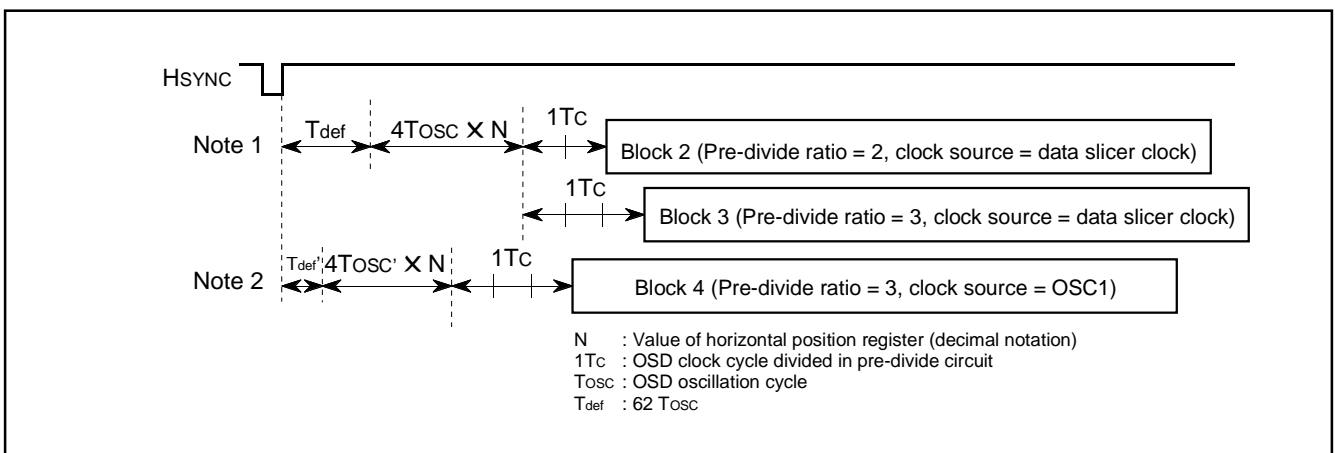 HSYNC
Tdef 4TOSC X N 1TC
Note 1
Block 2 (Pre-divide ratio = 2, clock source = data slicer clock)
1TC
Block 3 (Pre-divide ratio = 3, clock source = data slicer clock)
Tdef' 4TOSC' X N 1TC
Note 2
Block 4 (Pre-divide ratio = 3, clock source = OSC1)
N : Value of horizontal position register (decimal notation)
1TC : OSD clock cycle divided in pre-divide circuit
TOSC : OSD oscillation cycle
Tdef : 62 TOSC